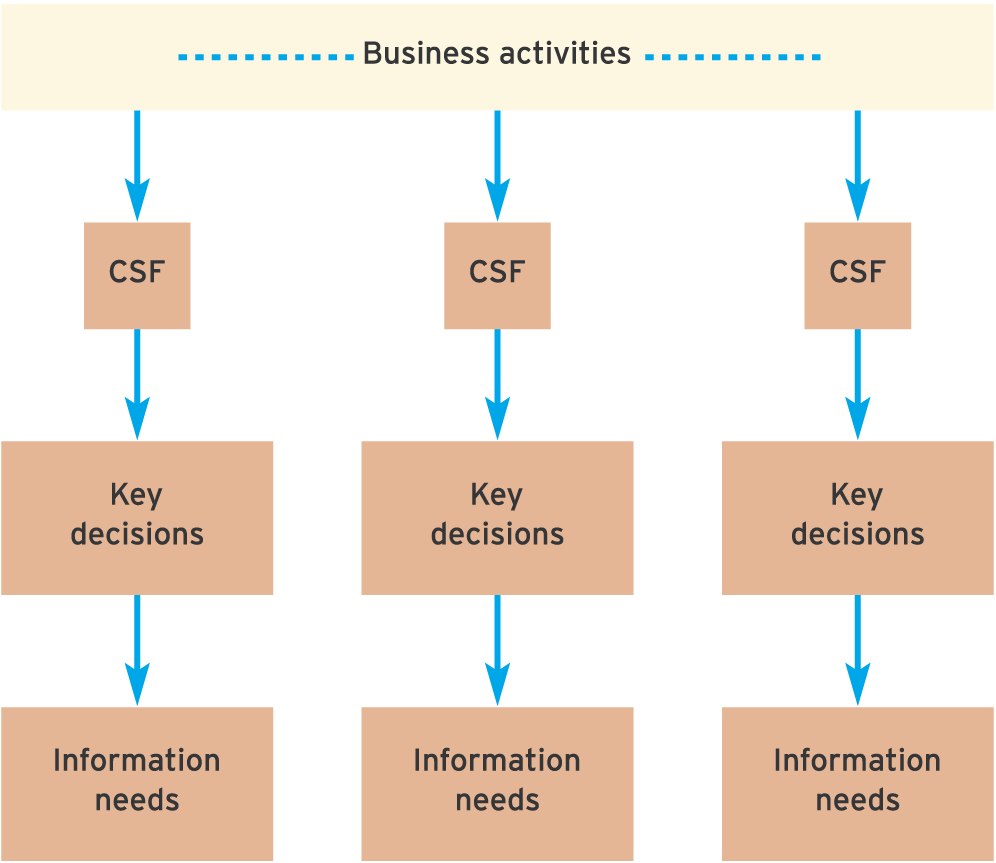 Business activities
CSF
CSF
CSF
Key
decisions
Key
decisions
Key
decisions
Information
needs
Information
needs
Information
needs